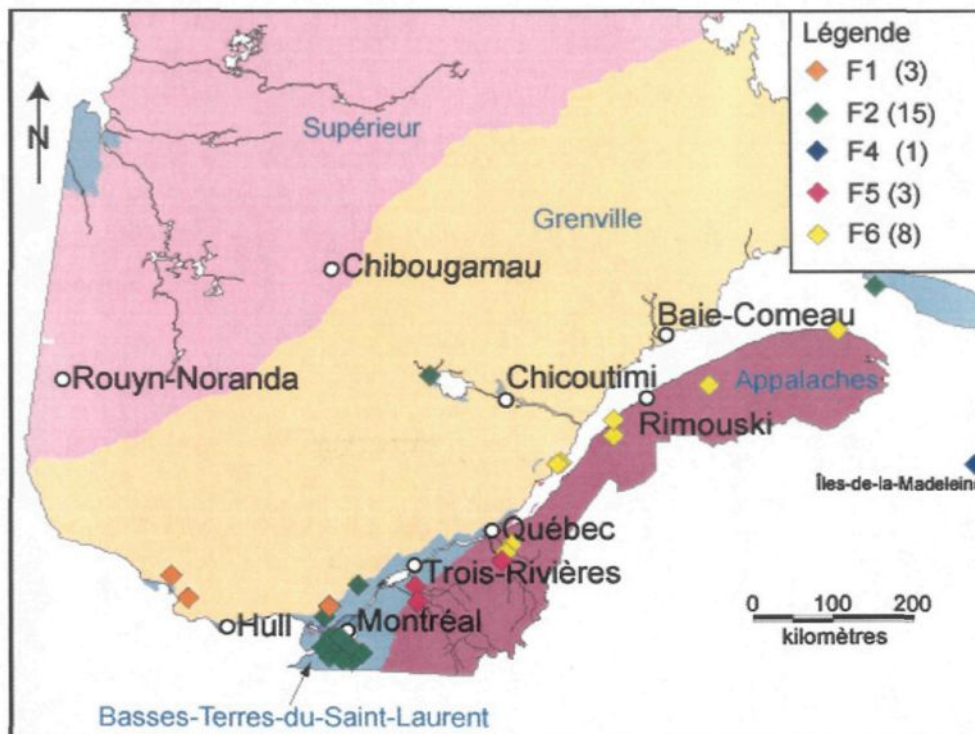 Légende
F1 (3)
F2 (15)
F4 (1)
F5 (3)
F6 (8)
N
Supérieur
Grenville
Chibougamau
Baie-Comeau
Rouyn-Noranda
Chicoutimi
Appalaches
Rimouski
Îles-de-la-Madeleine
Québec
Trois-Rivières
Hull
Montréal
0 100 200
kilomètres
Basses-Terres-du-Saint-Laurent